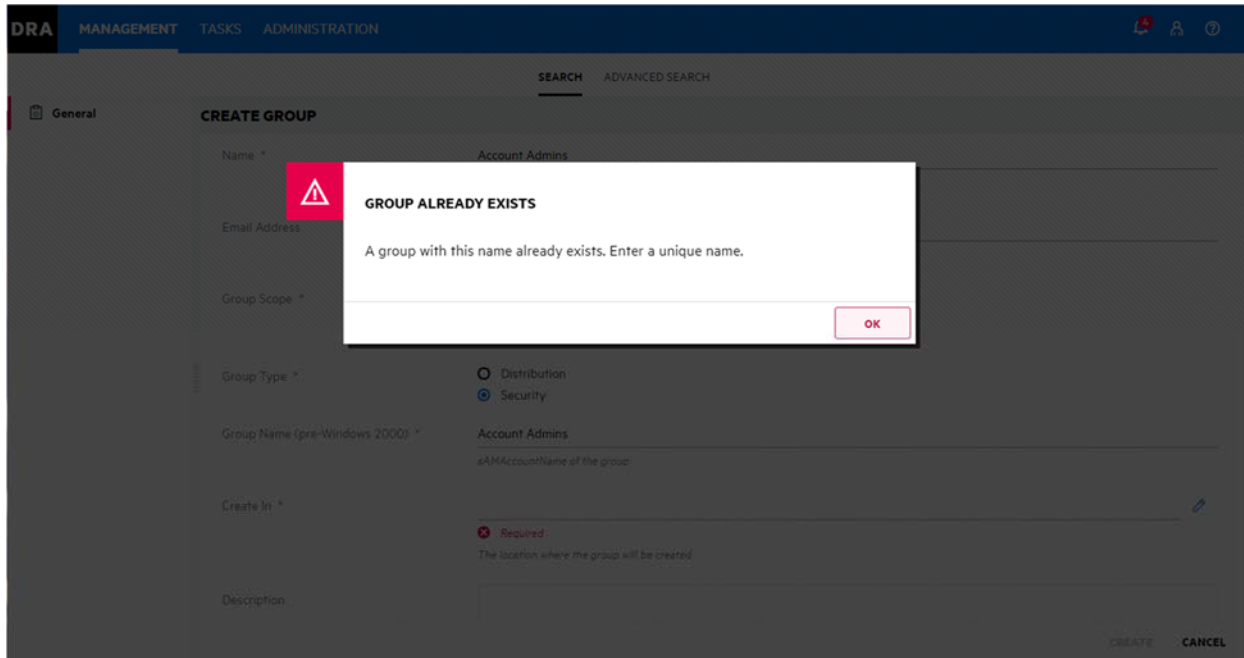 DRA MANAGEMENT TASKS ADMINISTRATION 4
SEARCH ADVANCED SEARCH
General
CREATE GROUP
Name * Account Admins
GROUP ALREADY EXISTS
A group with this name already exists. Enter a unique name.
OK
Email Address
Group Scope *
Group Type * Distribution
Security
Group Name (pre-Windows 2000) * Account Admins
sAMAccountName of the group
Create In *
Required
The location where the group will be created
Description
CREATE CANCEL